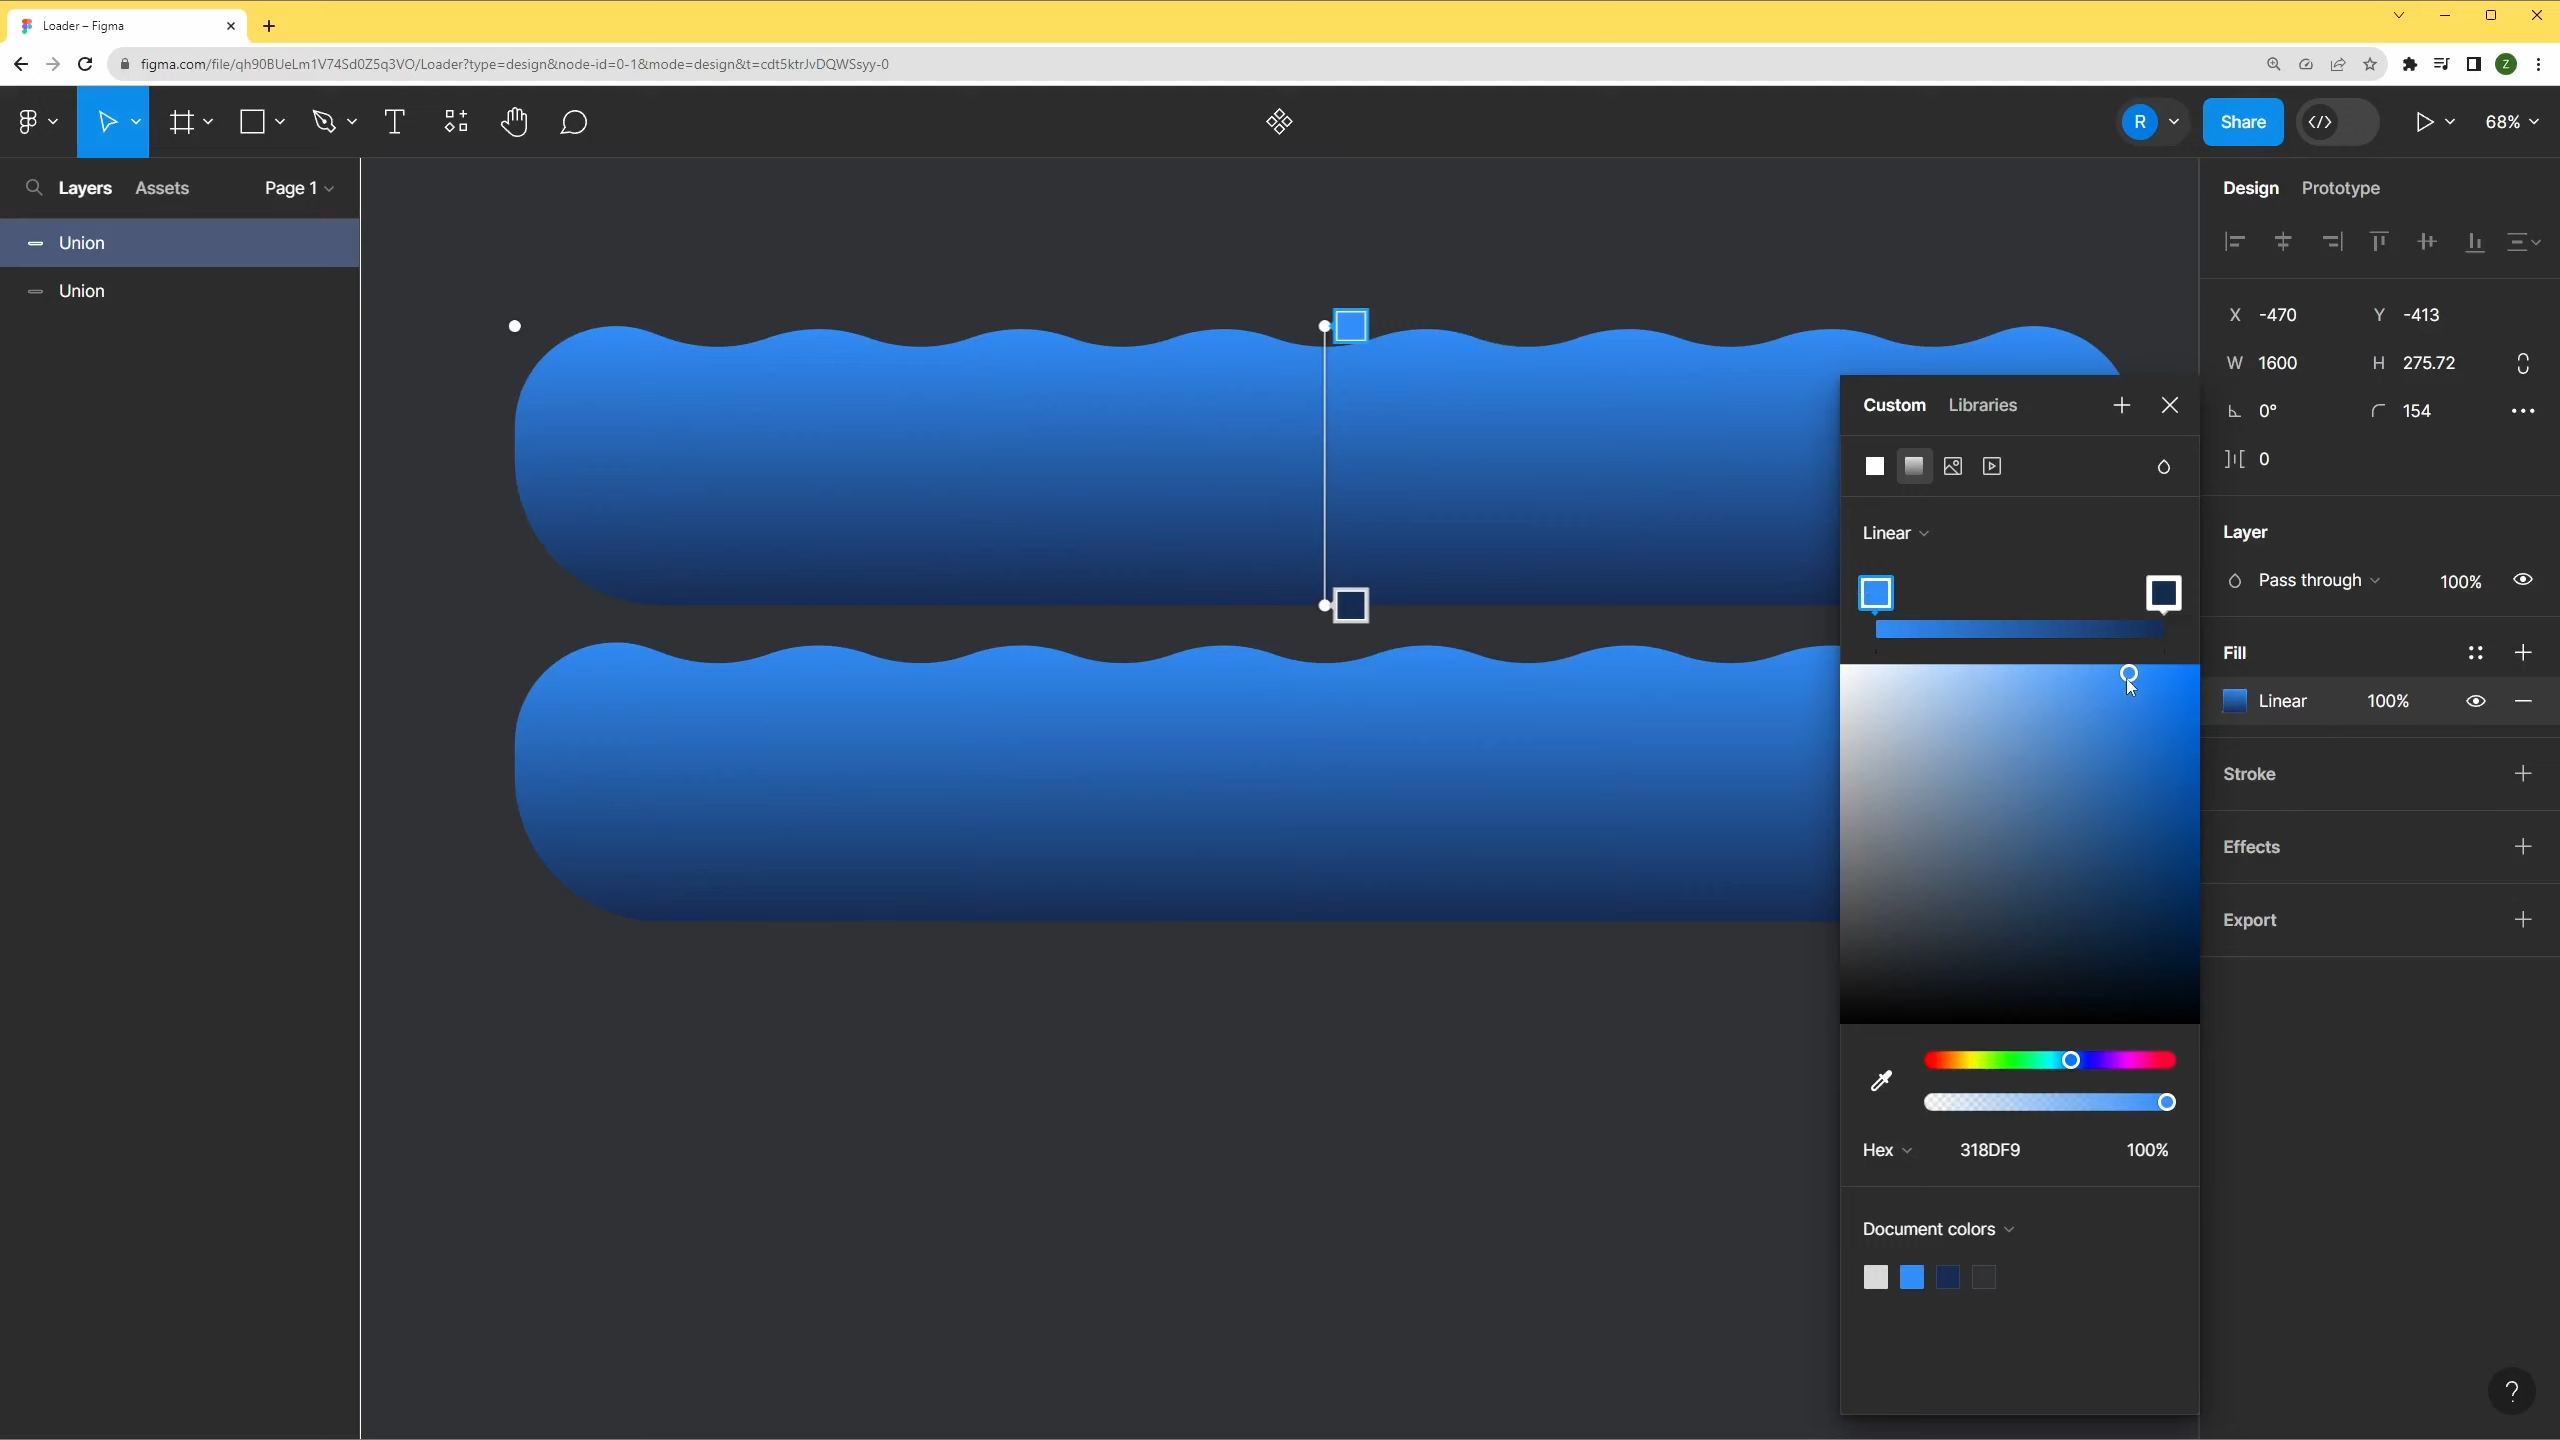 Loader – Figma
figma.com/file/qh90BUeLm1V74Sd0Z5q3VO/Loader?type=design&node-id=0-1&mode=design&t=cdt5ktrJvDQWSsyy-0
Z
R
Share
68%
Layers
Assets
Page 1
Union
Union
Design
Prototype
X -470
Y -413
W 1600
H 275.72
0°
154
0
Layer
Pass through
100%
Fill
Linear
100%
Stroke
Effects
Export
Custom
Libraries
Linear
Hex
318DF9
100%
Document colors
?